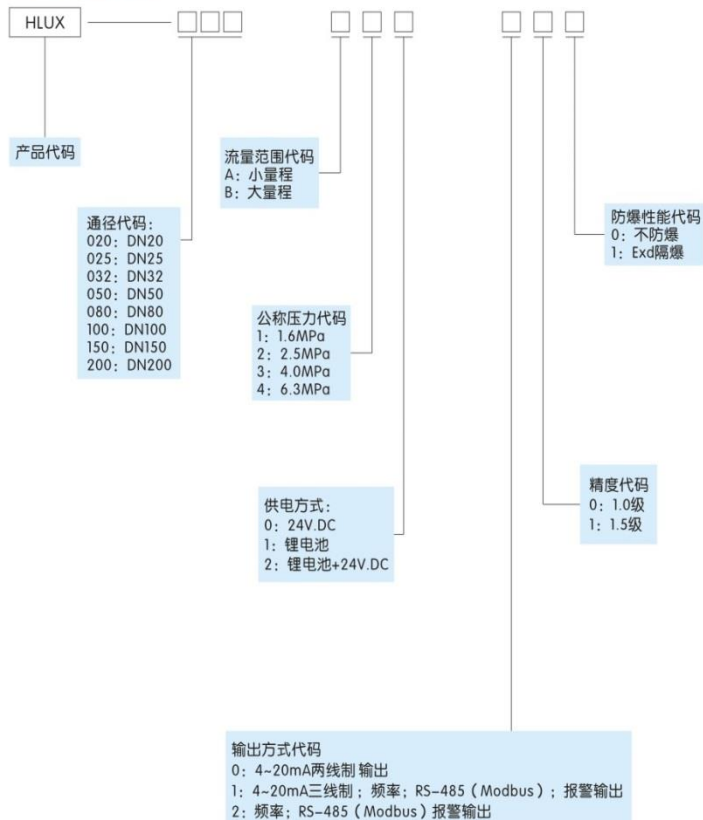 HLUX
产品代码
流量范围代码
A：小量程
B：大量程
防爆性能代码
0：不防爆
1：Exd隔爆
通径代码：
020：DN20
025：DN25
032：DN32
050：DN50
080：DN80
100：DN100
150：DN150
200：DN200
公称压力代码
1：1.6MPa
2：2.5MPa
3：4.0MPa
4：6.3MPa
精度代码
0：1.0级
1：1.5级
供电方式：
0：24V.DC
1：锂电池
2：锂电池+24V.DC
输出方式代码
0：4~20mA两线制 输出
1：4~20mA三线制；频率；RS-485（Modbus）；报警输出
2：频率；RS-485（Modbus）报警输出